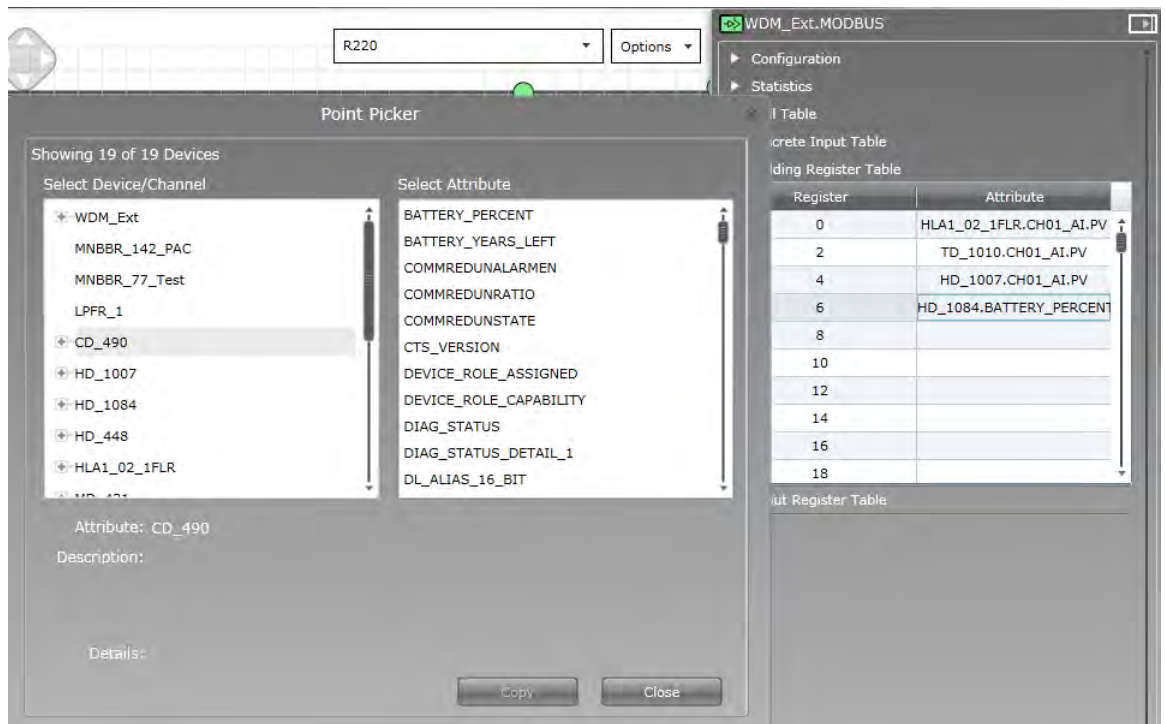 WDM_Ext.MODBUS
R220
Options
Configuration
Statistics
Point Picker
l Table
Showing 19 of 19 Devices
crete Input Table
Select Device/Channel
Select Attribute
lding Register Table
Register Attribute
WDM_Ext
MNBBR_142_PAC
MNBBR_77_Test
LPFR_1
CD_490
HD_1007
HD_1084
HD_448
HLA1_02_1FLR
BATTERY_PERCENT
BATTERY_YEARS_LEFT
COMMREDUNALARMEN
COMMREDUNRATIO
COMMREDUNSTATE
CTS_VERSION
DEVICE_ROLE_ASSIGNED
DEVICE_ROLE_CAPABILITY
DIAG_STATUS
DIAG_STATUS_DETAIL_1
DL_ALIAS_16_BIT
0 HLA1_02_1FLR.CH01_AI.PV
2 TD_1010.CH01_AI.PV
4 HD_1007.CH01_AI.PV
6 HD_1084.BATTERY_PERCENT
8
10
12
14
16
18
ut Register Table
Attribute: CD_490
Description:
Details:
Copy
Close